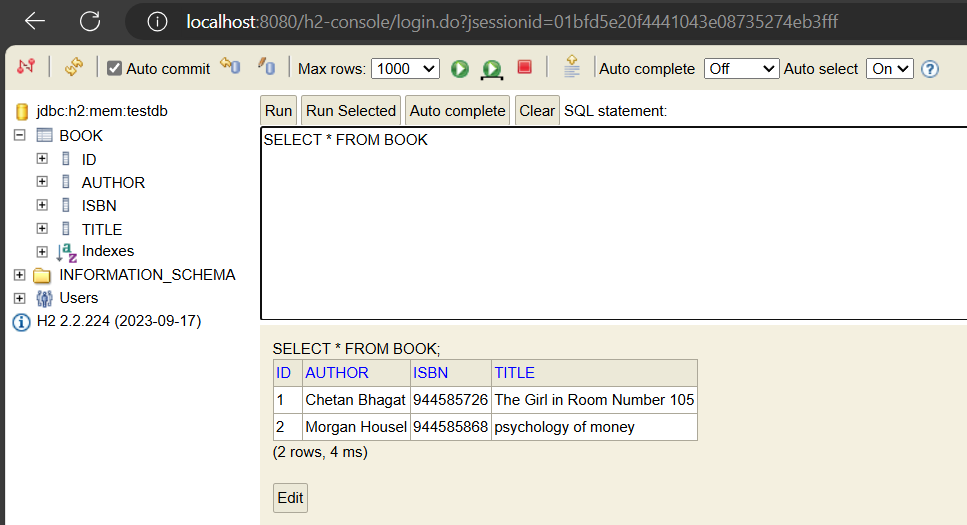 localhost:8080/h2-console/login.do?jsessionid=01bfd5e20f4441043e08735274eb3fff
Auto commit Max rows: 1000 Auto complete Off Auto select On
jdbc:h2:mem:testdb
BOOK
ID
AUTHOR
ISBN
TITLE
Indexes
INFORMATION_SCHEMA
Users
H2 2.2.224 (2023-09-17)
Run Run Selected Auto complete Clear SQL statement:
SELECT * FROM BOOK
SELECT * FROM BOOK;
ID AUTHOR ISBN TITLE
1 Chetan Bhagat 944585726 The Girl in Room Number 105
2 Morgan Housel 944585868 psychology of money
(2 rows, 4 ms)
Edit